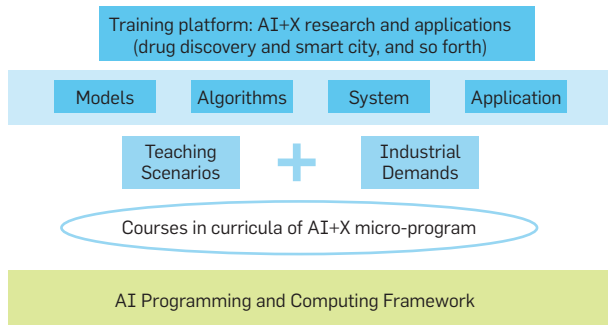 Training platform: AI+X research and applications
(drug discovery and smart city, and so forth)
Models
Algorithms
System
Application
Teaching
Scenarios
+
Industrial
Demands
Courses in curricula of AI+X micro-program
AI Programming and Computing Framework